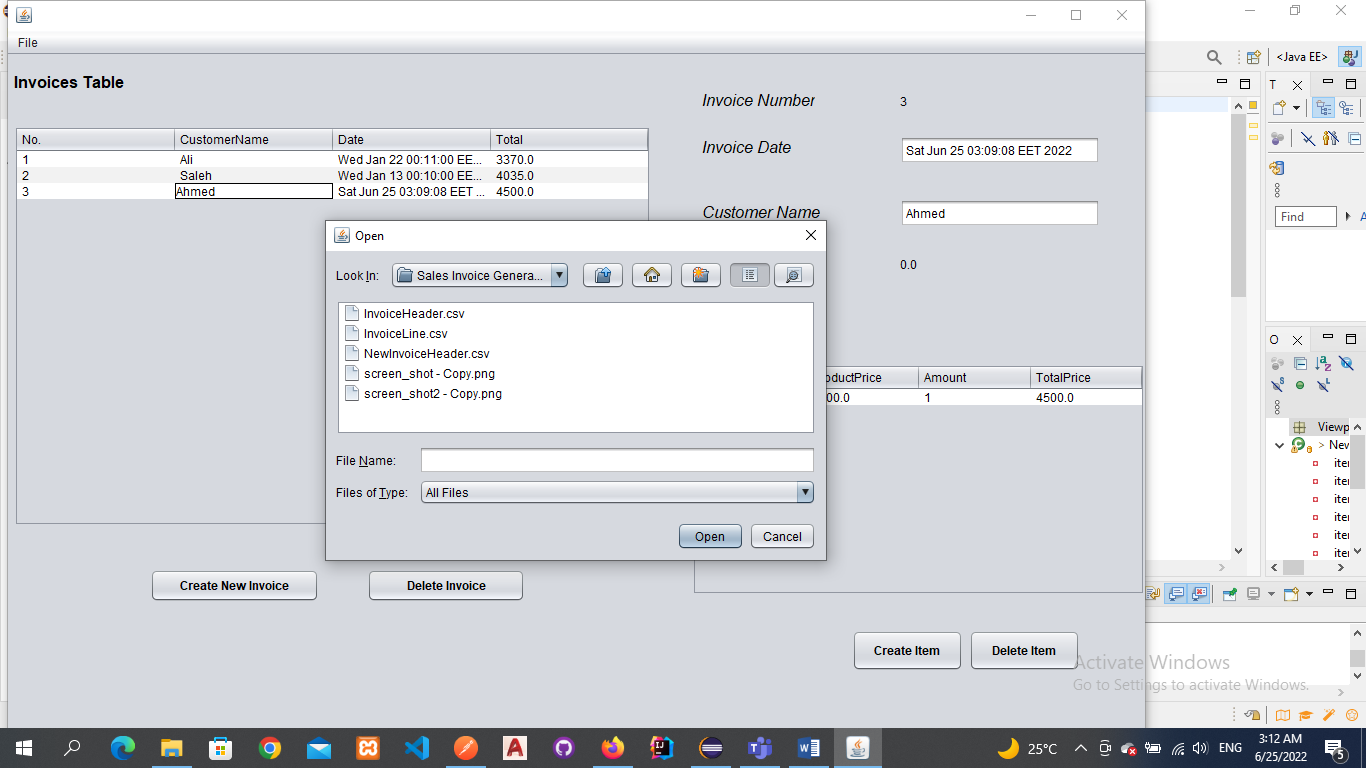 File
<Java EE>
Invoices Table
Invoice Number 3
No. CustomerName Date Total
1 Ali Wed Jan 22 00:11:00 EE... 3370.0
2 Saleh Wed Jan 13 00:10:00 EE... 4035.0
3 Ahmed Sat Jun 25 03:09:08 EET ... 4500.0
Invoice Date Sat Jun 25 03:09:08 EET 2022
Customer Name Ahmed
0.0
Open
Look In: Sales Invoice Genera...
InvoiceHeader.csv
InvoiceLine.csv
NewInvoiceHeader.csv
screen_shot - Copy.png
screen_shot2 - Copy.png
File Name:
Files of Type: All Files
Open Cancel
oductPrice Amount TotalPrice
00.0 1 4500.0
Create New Invoice Delete Invoice
Create Item Delete Item
T
Find
A
O
Viewp
> New
iter
iter
iter
iter
iter
iter
Activate Windows
Go to Settings to activate Windows.
25°C
ENG
3:12 AM
6/25/2022
5